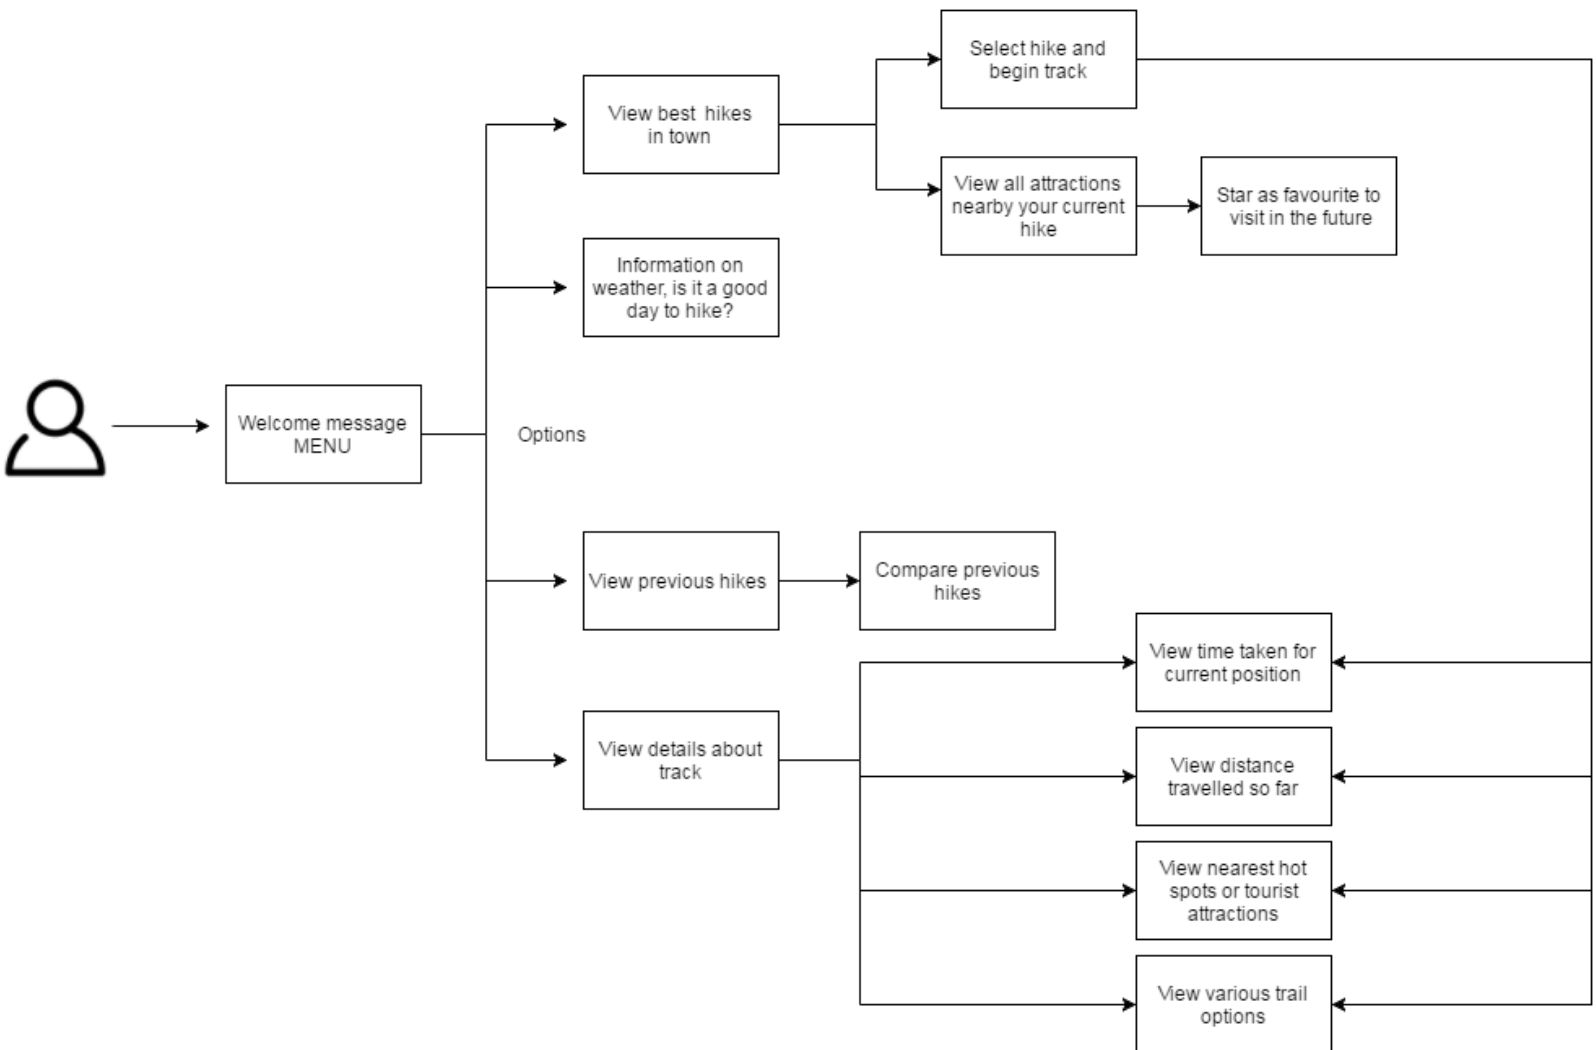 Select hike and
begin track
View best hikes
in town
View all attractions
nearby your current
hike
Star as favourite to
visit in the future
Information on
weather, is it a good
day to hike?
Welcome message
MENU
Options
View previous hikes
Compare previous
hikes
View time taken for
current position
View details about
track
View distance
travelled so far
View nearest hot
spots or tourist
attractions
View various trail
options